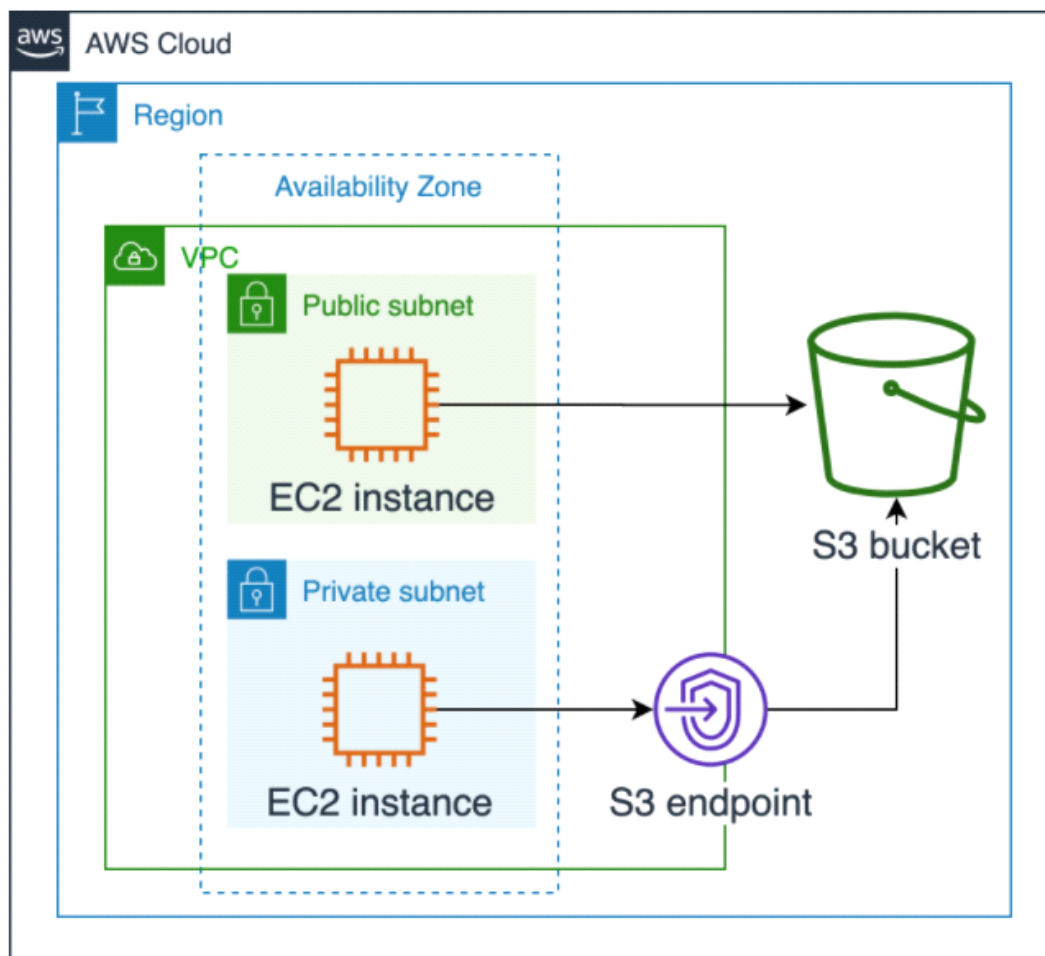 aws
AWS Cloud
Region
Availability Zone
VPC
Public subnet
EC2 instance
S3 bucket
Private subnet
EC2 instance
S3 endpoint